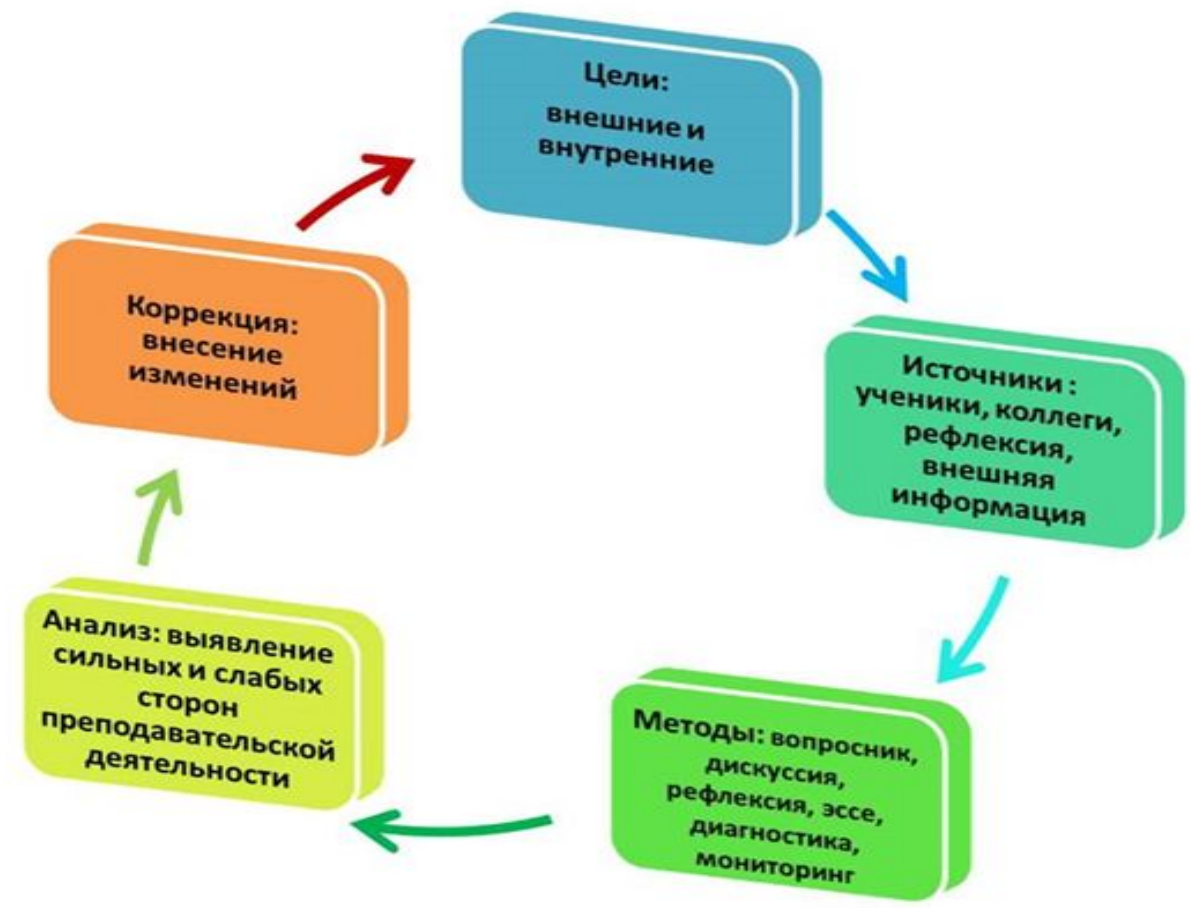 Цели:
внешние и
внутренние
Источники :
ученики, коллеги,
рефлексия,
внешняя
информация
Методы: вопросник,
дискуссия,
рефлексия, эссе,
диагностика,
мониторинг
Анализ: выявление
сильных и слабых
сторон
преподавательской
деятельности
Коррекция:
внесение
изменений